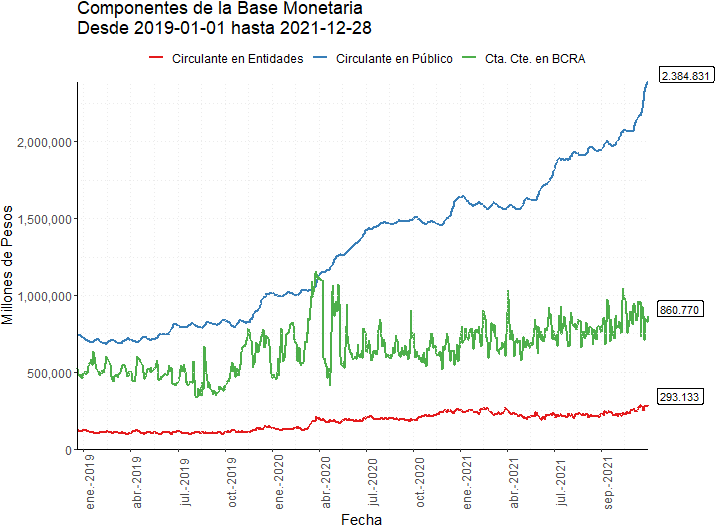 Componentes de la Base Monetaria
Desde 2019-01-01 hasta 2021-12-28
Circulante en Entidades Circulante en Público Cta. Cte. en BCRA
2.384.831
2,000,000
1,500,000
1,000,000
860.770
500,000
293.133
0
Millones de Pesos
ene.-2019 abr.-2019 jul.-2019 oct.-2019 ene.-2020 abr.-2020 jul.-2020 oct.-2020 ene.-2021 abr.-2021 jul.-2021 sep.-2021
Fecha